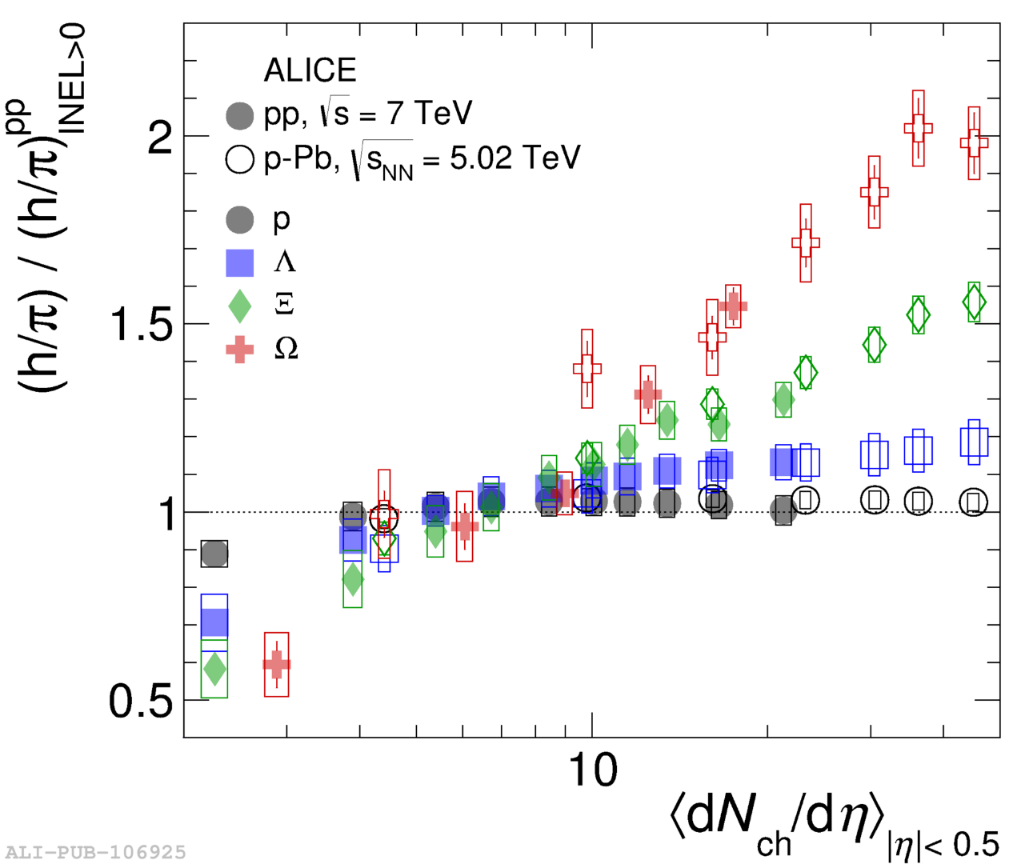 (h/π) / (h/π)^pp_INEL>0
ALICE
pp, √s = 7 TeV
p-Pb, √s_NN = 5.02 TeV
p
Λ
Ξ
Ω
2
1.5
1
0.5
10
⟨dN_ch/dη⟩_|η|< 0.5
ALI-PUB-106925